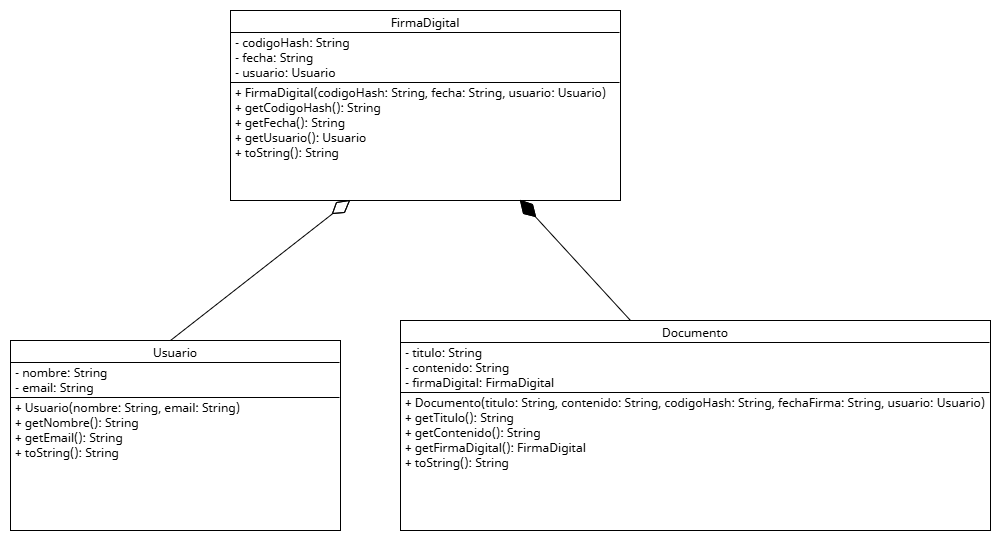 FirmaDigital
- codigoHash: String
- fecha: String
- usuario: Usuario
+ FirmaDigital(codigoHash: String, fecha: String, usuario: Usuario)
+ getCodigoHash(): String
+ getFecha(): String
+ getUsuario(): Usuario
+ toString(): String
Usuario
- nombre: String
- email: String
+ Usuario(nombre: String, email: String)
+ getNombre(): String
+ getEmail(): String
+ toString(): String
Documento
- titulo: String
- contenido: String
- firmaDigital: FirmaDigital
+ Documento(titulo: String, contenido: String, codigoHash: String, fechaFirma: String, usuario: Usuario)
+ getTitulo(): String
+ getContenido(): String
+ getFirmaDigital(): FirmaDigital
+ toString(): String